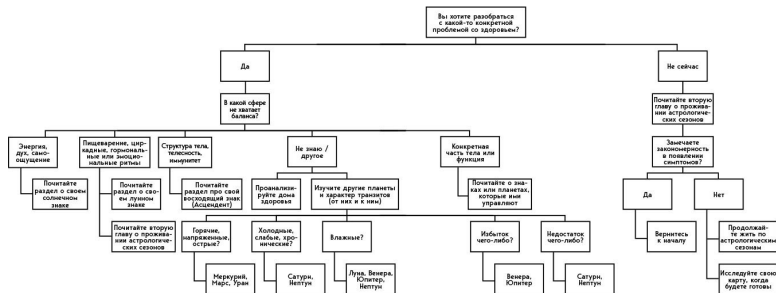 Вы хотите разобраться
с какой-то конкретной
проблемой со здоровьем?
Да
Не сейчас
В какой сфере
не хватает
баланса?
Почитайте вторую
главу о прожива-
нии астрологических
сезонов
Энергия,
дух, само-
ощущение
Пищеварение, цир-
кадные, гормональ-
ные или эмоцио-
нальные ритмы
Структура тела,
телесность,
иммунитет
Не знаю /
другое
Конкретная
часть тела или
функция
Замечаете
закономерность
в появлении
симптомов?
Почитайте
раздел о своем
солнечном
знаке
Почитайте
раздел о сво-
ем лунном
знаке
Почитайте
раздел про свой
восходящий знак
(Асцендент)
Проанализи-
руйте дома
здоровья
Изучите другие планеты
и характер транзитов
(от них и к ним)
Почитайте о зна-
ках или планетах,
которые ими
управляют
Да
Нет
Почитайте вторую
главу о прожива-
нии астрологических
сезонов
Горячие,
напряженные,
острые?
Холодные,
слабые, хро-
нические?
Влажные?
Избыток
чего-либо?
Недостаток
чего-либо?
Вернитесь
к началу
Продолжай-
те жить по
астрологическим
сезонам
Меркурий,
Марс, Уран
Сатурн,
Нептун
Луна, Венера,
Юпитер,
Нептун
Венера,
Юпитер
Сатурн,
Нептун
Исследуйте свою
карту, когда
будете готовы